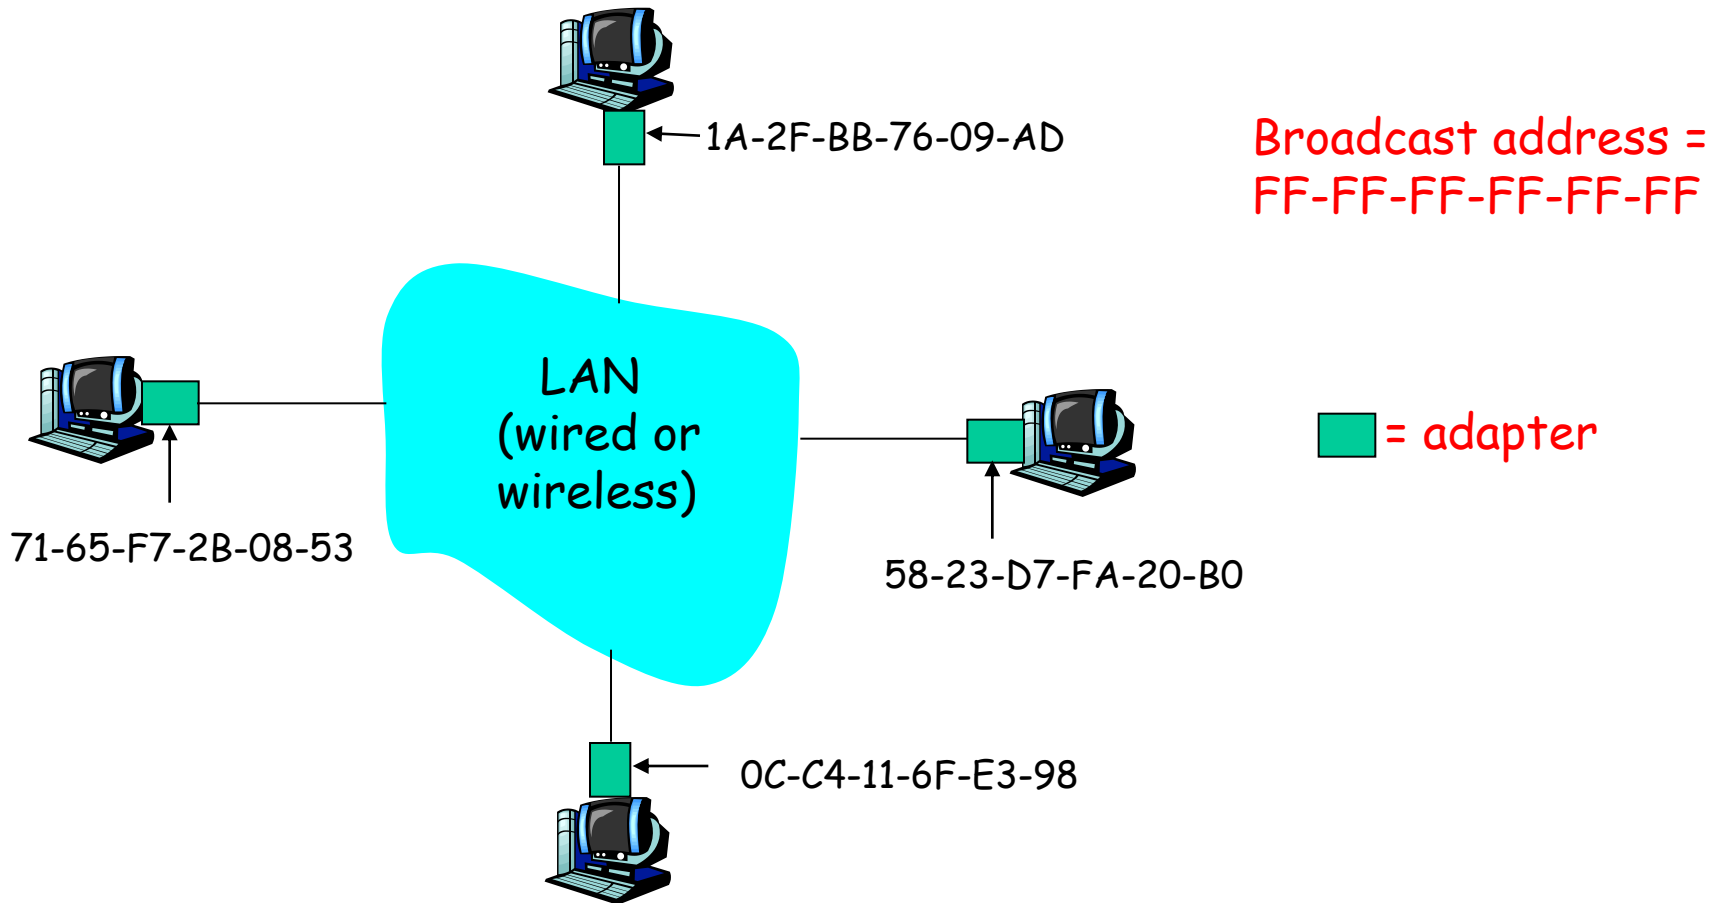 1A-2F-BB-76-09-AD
Broadcast address =
FF-FF-FF-FF-FF-FF
LAN
(wired or
wireless)
= adapter
71-65-F7-2B-08-53
58-23-D7-FA-20-B0
0C-C4-11-6F-E3-98